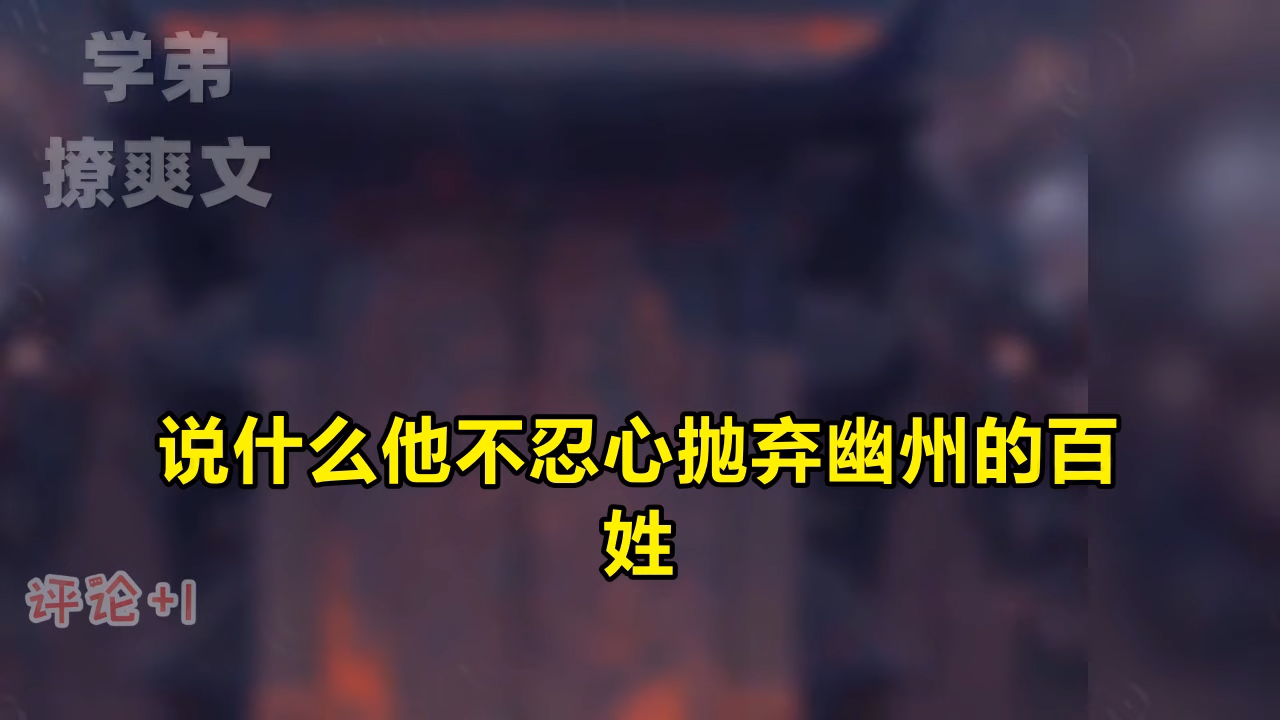 学弟
撩爽文
说什么他不忍心抛弃幽州的百
姓
评论+1